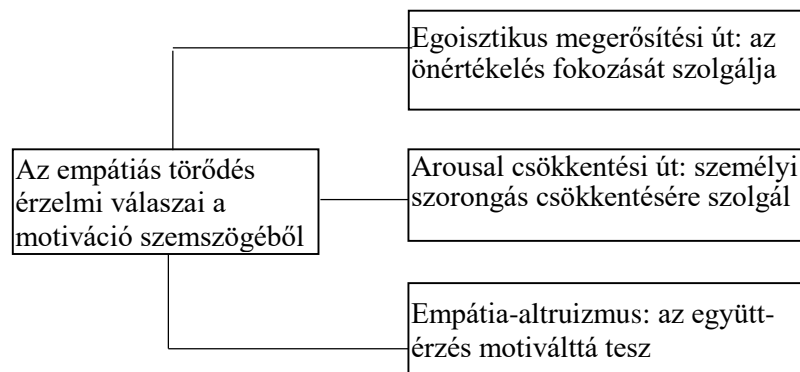 Egoisztikus megerősítési út: az
önértékelés fokozását szolgálja
Az empátiás törődés
érzelmi válaszai a
motiváció szemszögéből
Arousal csökkentési út: személyi
szorongás csökkentésére szolgál
Empátia-altruizmus: az együtt-
érzés motiválttá tesz